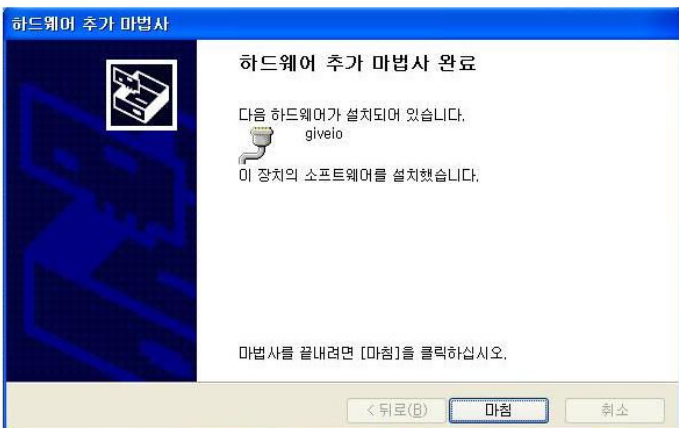 하드웨어 추가 마법사
하드웨어 추가 마법사 완료
다음 하드웨어가 설치되어 있습니다.
giveio
이 장치의 소프트웨어를 설치했습니다.
마법사를 끝내려면 [마침]을 클릭하십시오.
< 뒤로(B)
마침
취소